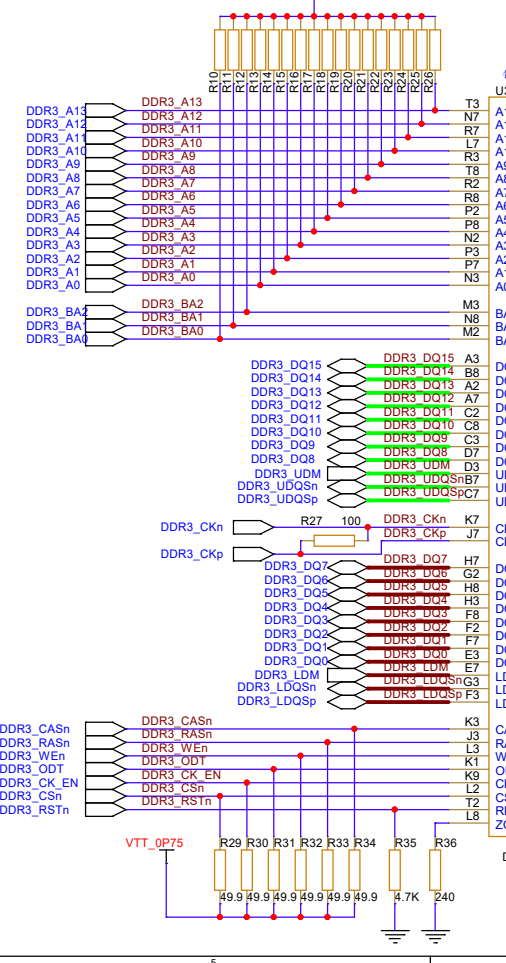 R10 R11 R12 R13 R14 R15 R16 R17 R18 R19 R20 R21 R22 R23 R24 R25 R26
DDR3_A13 DDR3_A13 T3
DDR3_A12 DDR3_A12 N7
DDR3_A11 DDR3_A11 R7
DDR3_A10 DDR3_A10 L7
DDR3_A9 DDR3_A9 R3
DDR3_A8 DDR3_A8 T8
DDR3_A7 DDR3_A7 R2
DDR3_A6 DDR3_A6 R8
DDR3_A5 DDR3_A5 P2
DDR3_A4 DDR3_A4 P8
DDR3_A3 DDR3_A3 N2
DDR3_A2 DDR3_A2 P3
DDR3_A1 DDR3_A1 P7
DDR3_A0 DDR3_A0 N3
DDR3_BA2 DDR3_BA2 M3
DDR3_BA1 DDR3_BA1 N8
DDR3_BA0 DDR3_BA0 M2
DDR3_DQ15 DDR3_DQ15 A3
DDR3_DQ14 DDR3_DQ14 B8
DDR3_DQ13 DDR3_DQ13 A2
DDR3_DQ12 DDR3_DQ12 A7
DDR3_DQ11 DDR3_DQ11 C2
DDR3_DQ10 DDR3_DQ10 C8
DDR3_DQ9 DDR3_DQ9 C3
DDR3_DQ8 DDR3_DQ8 D7
DDR3_UDM DDR3_UDM D3
DDR3_UDQSn DDR3_UDQSn B7
DDR3_UDQSp DDR3_UDQSp C7
DDR3_CKn R27 100 DDR3_CKn K7
DDR3_CKp DDR3_CKp J7
DDR3_DQ7 DDR3_DQ7 H7
DDR3_DQ6 DDR3_DQ6 G2
DDR3_DQ5 DDR3_DQ5 H8
DDR3_DQ4 DDR3_DQ4 H3
DDR3_DQ3 DDR3_DQ3 F8
DDR3_DQ2 DDR3_DQ2 F2
DDR3_DQ1 DDR3_DQ1 F7
DDR3_DQ0 DDR3_DQ0 E3
DDR3_LDM DDR3_LDM E7
DDR3_LDQSn DDR3_LDQSn G3
DDR3_LDQSp DDR3_LDQSp F3
DDR3_CASn DDR3_CASn K3
DDR3_RASn DDR3_RASn J3
DDR3_WEn DDR3_WEn L3
DDR3_ODT DDR3_ODT K1
DDR3_CK_EN DDR3_CK_EN K9
DDR3_CSn DDR3_CSn L2
DDR3_RSTn DDR3_RSTn T2
L8
VTT_0P75 R29 R30 R31 R32 R33 R34 R35 R36
49.9 49.9 49.9 49.9 49.9 49.9 4.7K 240